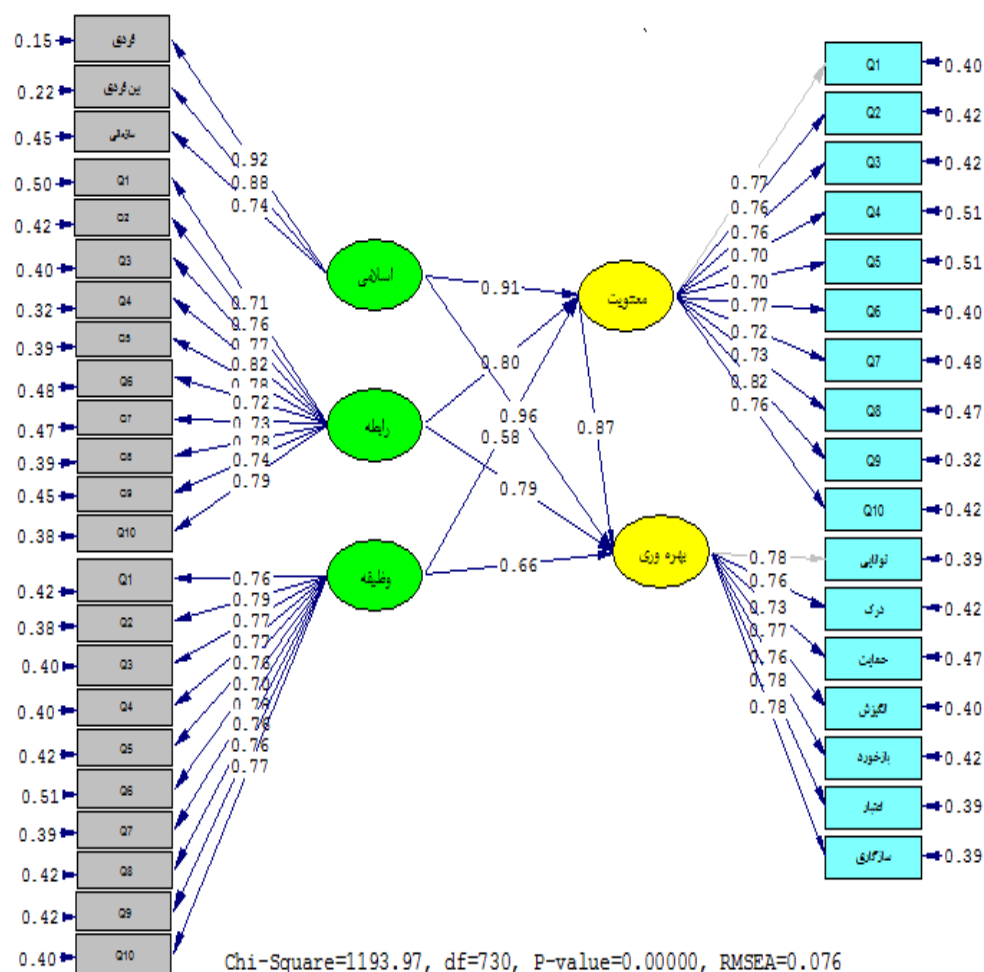 0.15 فردی
0.22 بین فردی
0.45 سازمانی
0.50 Q1
0.42 Q2
0.40 Q3
0.32 Q4
0.39 Q5
0.48 Q6
0.47 Q7
0.39 Q8
0.45 Q9
0.38 Q10
0.42 Q1
0.38 Q2
0.40 Q3
0.40 Q4
0.42 Q5
0.51 Q6
0.39 Q7
0.42 Q8
0.42 Q9
0.40 Q10
0.92
0.88
0.74
0.71
0.76
0.77
0.82
0.78
0.72
0.73
0.78
0.74
0.79
0.76
0.79
0.77
0.77
0.76
0.70
0.76
0.77
اسلامی
رابطه
وظیفه
0.91
0.80
0.96
0.58
0.87
0.79
0.66
معنویت
بهره وری
0.77
0.76
0.76
0.70
0.70
0.77
0.72
0.73
0.82
0.76
0.78
0.76
0.73
0.77
0.76
0.78
0.78
Q1 0.40
Q2 0.42
Q3 0.42
Q4 0.51
Q5 0.51
Q6 0.40
Q7 0.48
Q8 0.47
Q9 0.32
Q10 0.42
توانایی 0.39
درک 0.42
حمایت 0.47
انگیزش 0.40
بازخورد 0.42
اعتبار 0.39
سازگاری 0.39
Chi-Square=1193.97, df=730, P-value=0.00000, RMSEA=0.076